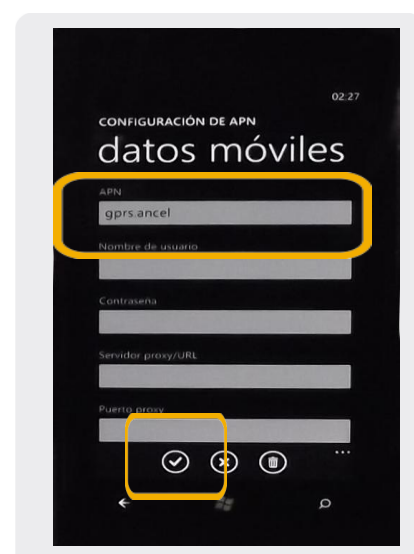 02:27
CONFIGURACIÓN DE APN
datos móviles
APN
gprs.ancel
Nombre de usuario
Contraseña
Servidor proxy/URL
Puerto proxy